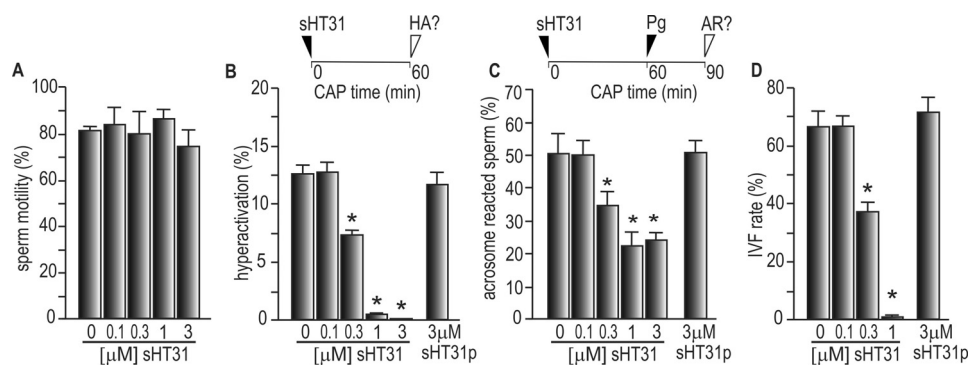 sHT31
HA?
0
60
CAP time (min)
sHT31
Pg
AR?
0
60
90
CAP time (min)
A
100
80
60
40
80
0
sperm motility (%)
0 0.1 0.3 1 3
[µM] sHT31
B
20
15
10
5
0
hyperactivation (%)
* * *
0 0.1 0.3 1 3
[µM] sHT31
3µM
sHT31p
C
70
60
50
40
30
20
10
0
acrosome reacted sperm (%)
* * *
0 0.1 0.3 1 3
[µM] sHT31
3µM
sHT31p
D
80
60
40
20
0
IVF rate (%)
* *
0 0.1 0.3 1
[µM] sHT31
3µM
sHT31p